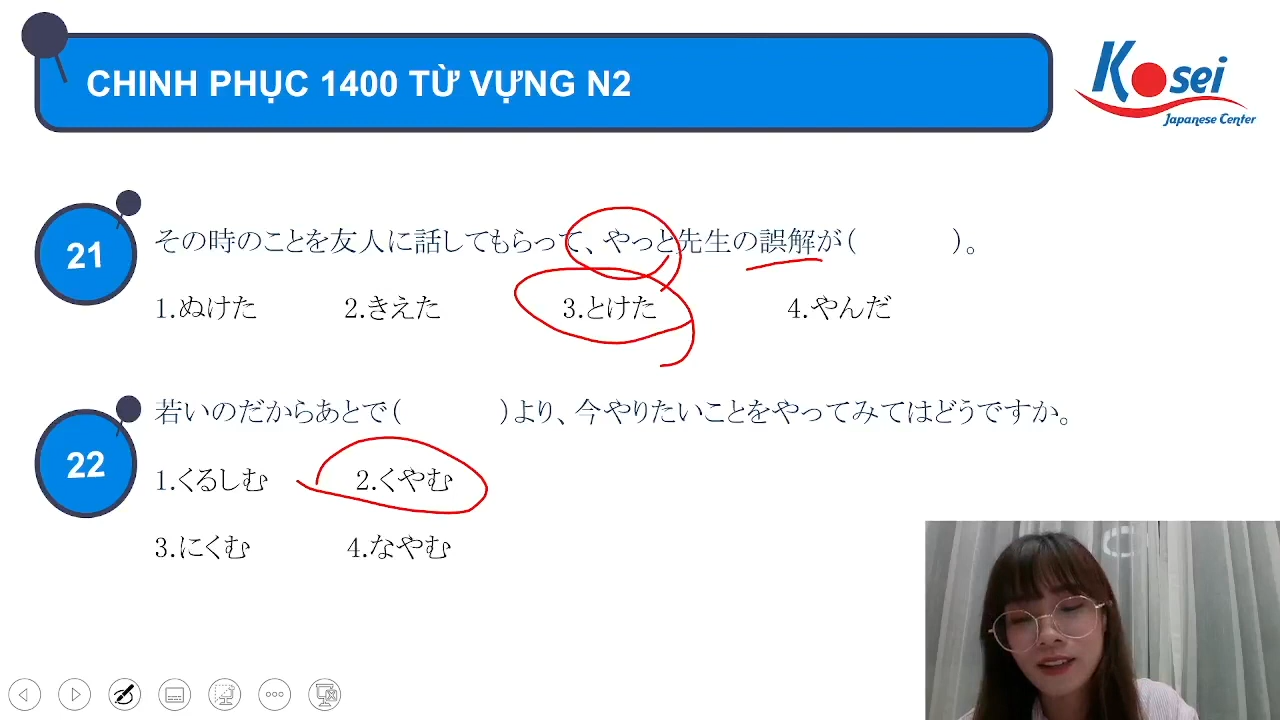 CHINH PHỤC 1400 TỪ VỰNG N2
Kosei
Japanese Center
21
その時のことを友人に話してもらって、やっと先生の誤解が(　　　)。
1.ぬけた　2.きえた　3.とけた　4.やんだ
22
若いのだからあとで(　　　)より、今やりたいことをやってみてはどうですか。
1.くるしむ　2.くやむ
3.にくむ　4.なやむ